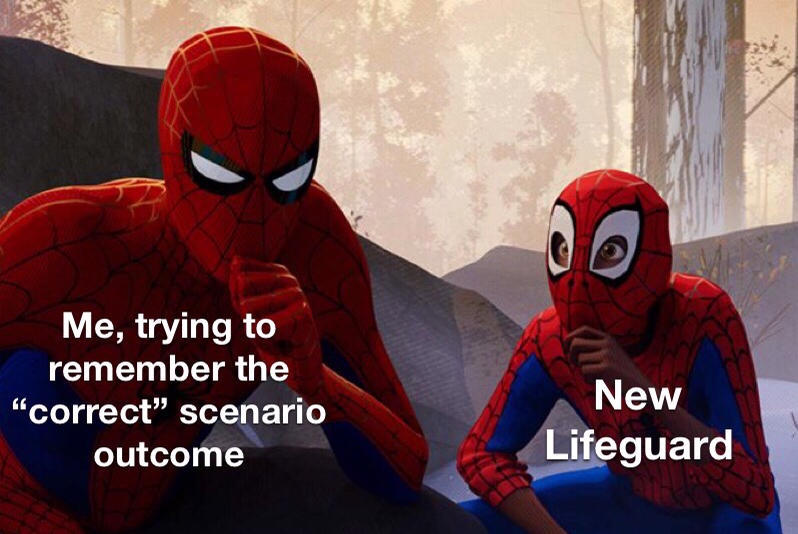 Me, trying to
remember the
“correct” scenario
outcome
New
Lifeguard